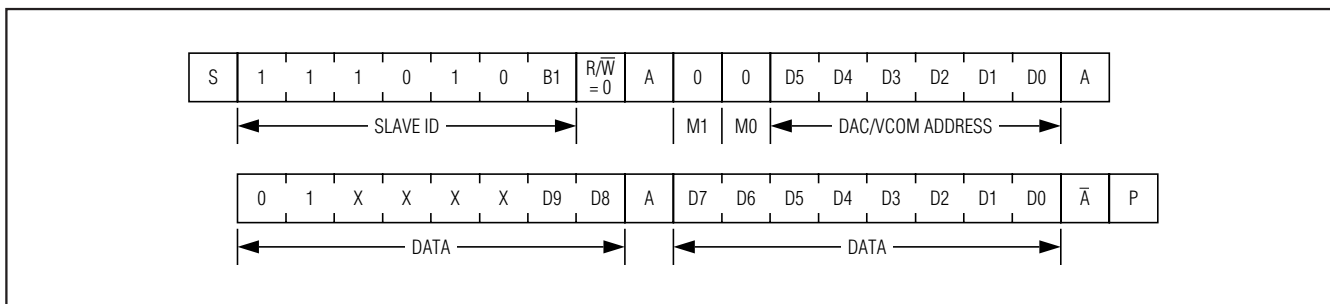 S 1 1 1 0 1 0 B1 R/W̅ = 0 A 0 0 D5 D4 D3 D2 D1 D0 A
SLAVE ID M1 M0 DAC/VCOM ADDRESS
0 1 X X X X D9 D8 A D7 D6 D5 D4 D3 D2 D1 D0 A̅ P
DATA DATA